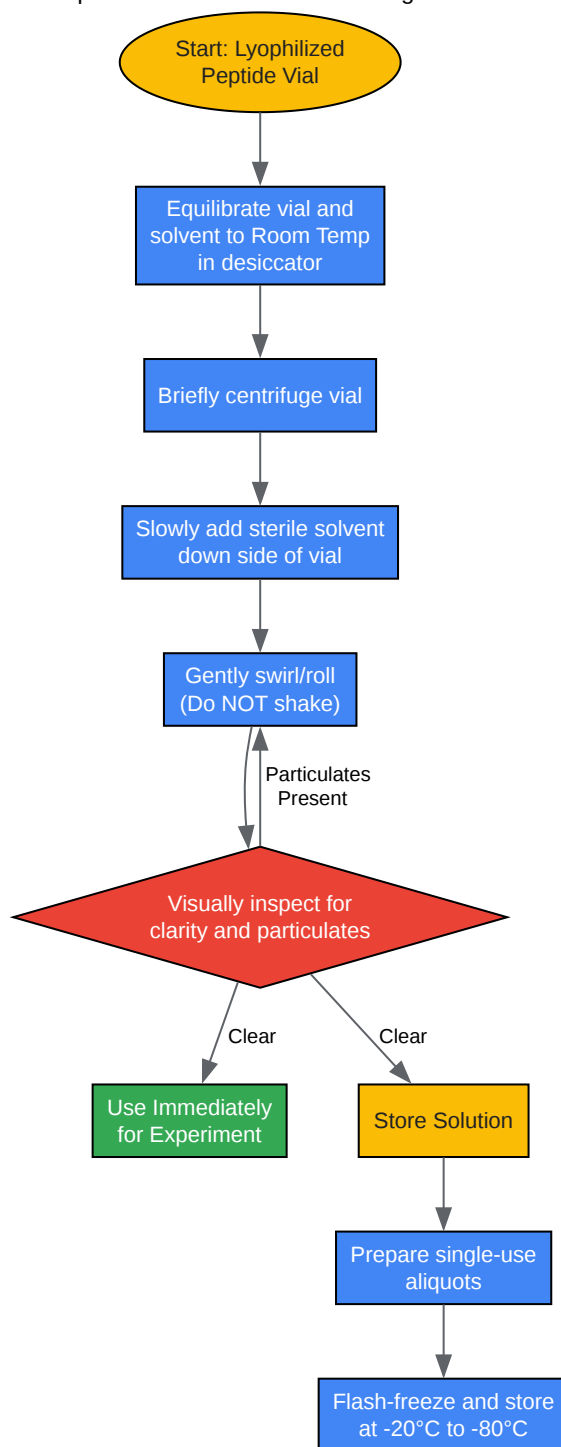 Start: Lyophilized
Peptide Vial
Equilibrate vial and
solvent to Room Temp
in desiccator
Briefly centrifuge vial
Slowly add sterile solvent
down side of vial
Gently swirl/roll
(Do NOT shake)
Particulates
Present
Visually inspect for
clarity and particulates
Clear
Clear
Use Immediately
for Experiment
Store Solution
Prepare single-use
aliquots
Flash-freeze and store
at -20°C to -80°C